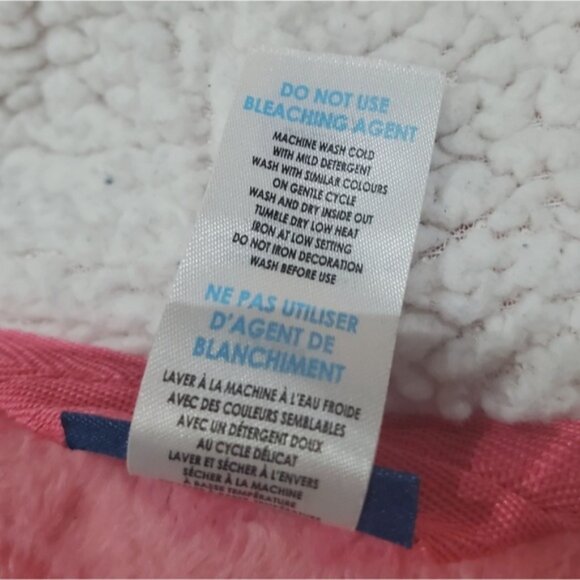 DO NOT USE
BLEACHING AGENT
MACHINE WASH COLD
WITH MILD DETERGENT
WASH WITH SIMILAR COLOURS
ON GENTLE CYCLE
WASH AND DRY INSIDE OUT
TUMBLE DRY LOW HEAT
IRON AT LOW SETTING
DO NOT IRON DECORATION
WASH BEFORE USE
NE PAS UTILISER
D'AGENT DE
BLANCHIMENT
LAVER À LA MACHINE À L'EAU FROIDE
AVEC DES COULEURS SEMBLABLES
AVEC UN DÉTERGENT DOUX
AU CYCLE DÉLICAT
LAVER ET SÉCHER À L'ENVERS
SÉCHER À LA MACHINE
À BASSE TEMPÉRATURE